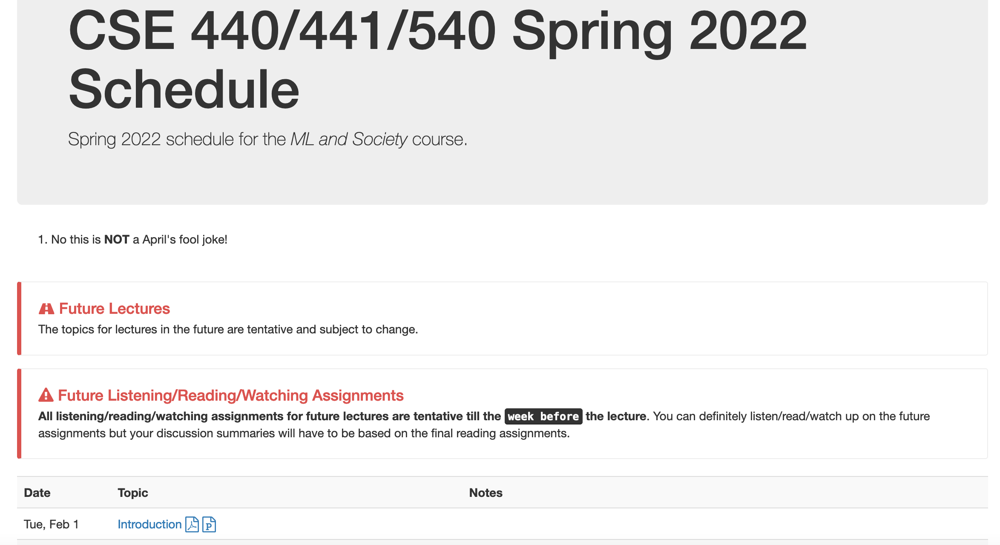 CSE 440/441/540 Spring 2022
Schedule
Spring 2022 schedule for the ML and Society course.
1. No this is NOT a April's fool joke!
Future Lectures
The topics for lectures in the future are tentative and subject to change.
Future Listening/Reading/Watching Assignments
All listening/reading/watching assignments for future lectures are tentative till the week before the lecture. You can definitely listen/read/watch up on the future
assignments but your discussion summaries will have to be based on the final reading assignments.
Date Topic Notes
Tue, Feb 1 Introduction P